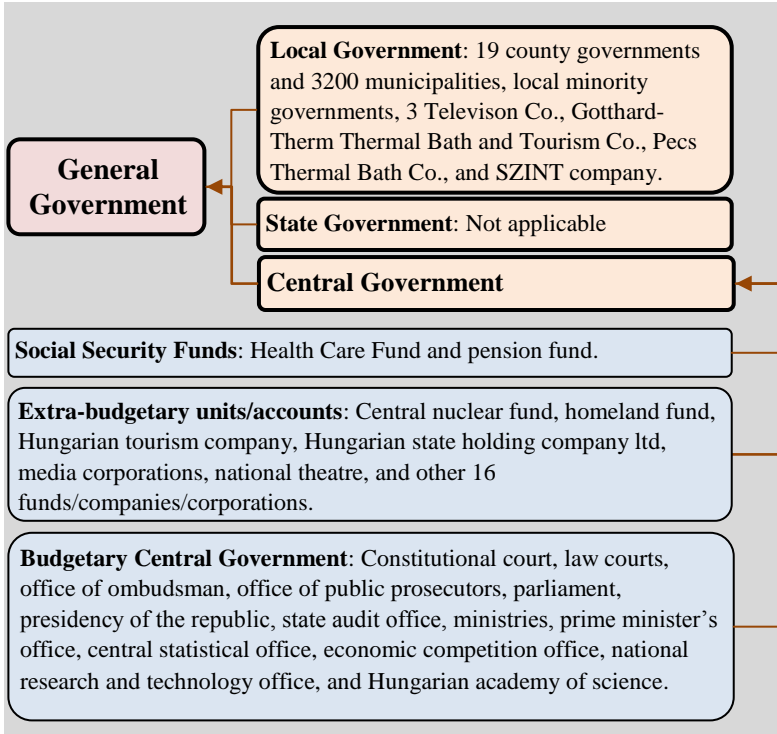 Local Government: 19 county governments
and 3200 municipalities, local minority
governments, 3 Televison Co., Gotthard-
Therm Thermal Bath and Tourism Co., Pecs
Thermal Bath Co., and SZINT company.
General
Government
State Government: Not applicable
Central Government
Social Security Funds: Health Care Fund and pension fund.
Extra-budgetary units/accounts: Central nuclear fund, homeland fund,
Hungarian tourism company, Hungarian state holding company ltd,
media corporations, national theatre, and other 16
funds/companies/corporations.
Budgetary Central Government: Constitutional court, law courts,
office of ombudsman, office of public prosecutors, parliament,
presidency of the republic, state audit office, ministries, prime minister's
office, central statistical office, economic competition office, national
research and technology office, and Hungarian academy of science.